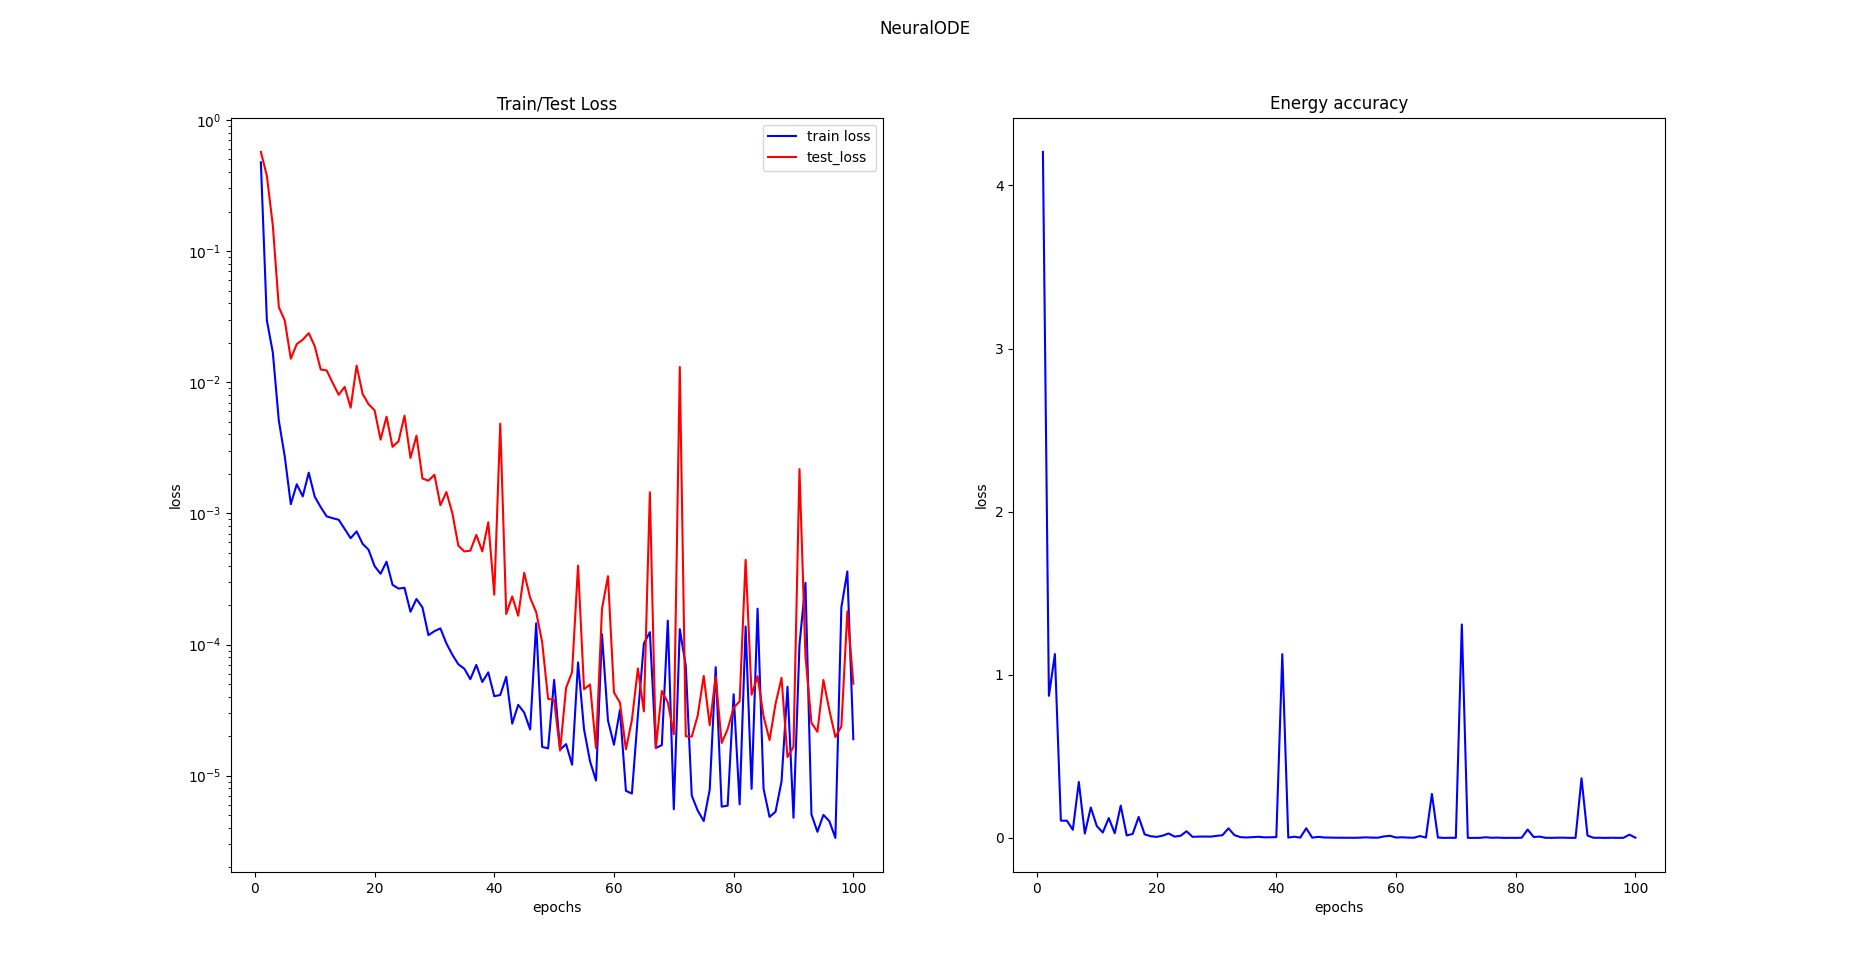 NeuralODE
Train/Test Loss
train loss
test_loss
10⁰
10⁻¹
10⁻²
10⁻³
10⁻⁴
10⁻⁵
loss
0 20 40 60 80 100
epochs
Energy accuracy
4
3
2
1
0
loss
0 20 40 60 80 100
epochs